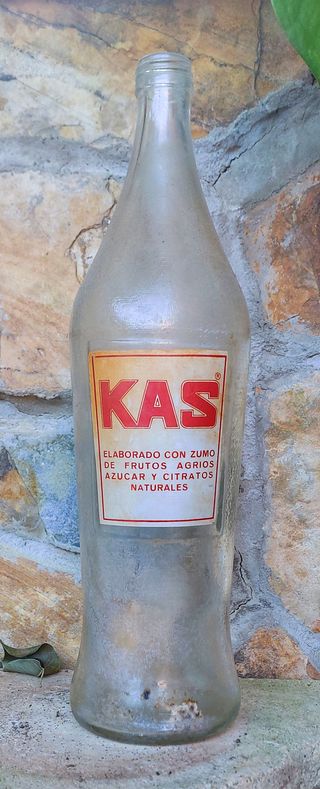 KAS®
ELABORADO CON ZUMO
DE FRUTOS AGRIOS
AZUCAR Y CITRATOS
NATURALES